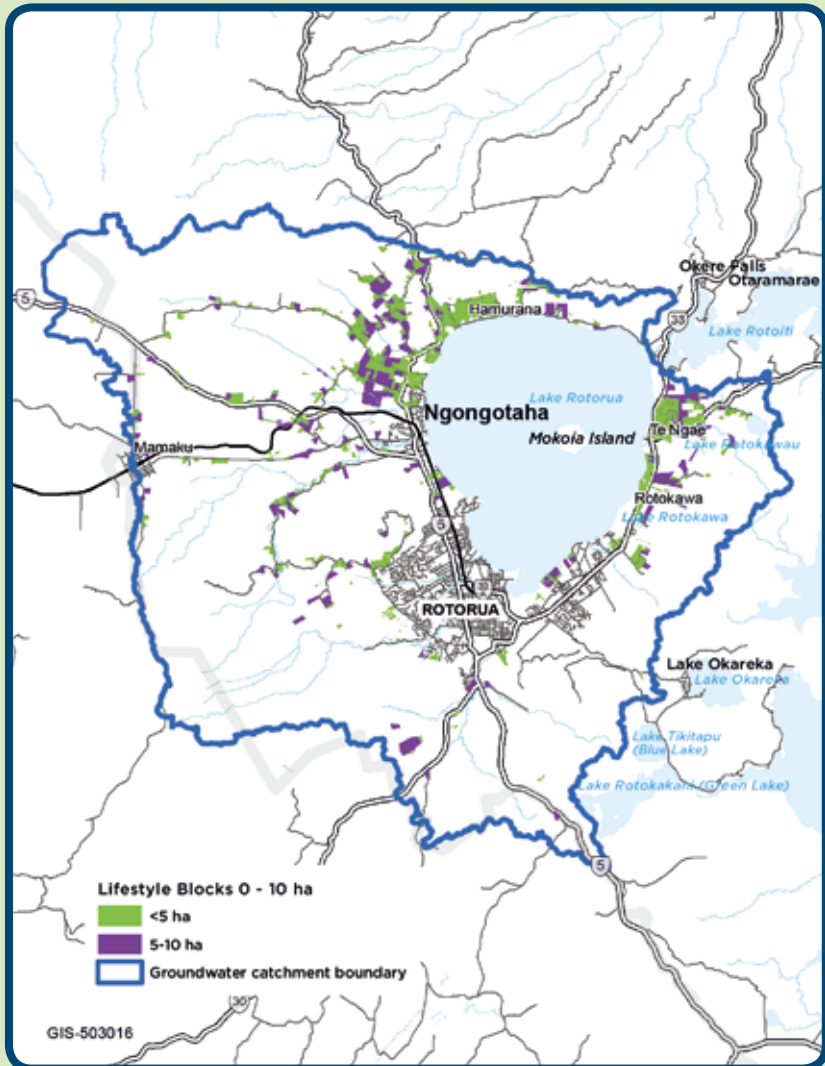 Okere Falls
Otaramarae
5
33
Lake Rotoiti
Hamurana
Lake Rotorua
Ngongotaha
Mokoia Island
Te Ngae
Lake Rotokawau
Mamaku
Rotokawa
Lake Rotokawa
5
30
ROTORUA
Lake Okareka
Lake Okareka
Lake Tikitapu
(Blue Lake)
Lake Rotokakahi (Green Lake)
5
Lifestyle Blocks 0 - 10 ha
<5 ha
5-10 ha
Groundwater catchment boundary
30
GIS-503016